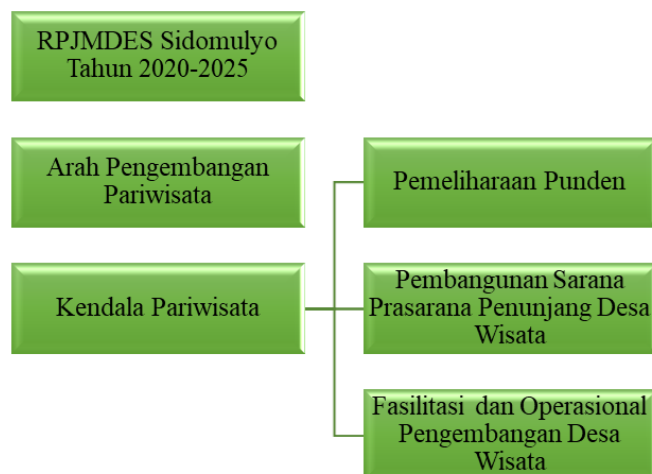 RPJMDES Sidomulyo
Tahun 2020-2025
Arah Pengembangan
Pariwisata
Kendala Pariwisata
Pemeliharaan Punden
Pembangunan Sarana
Prasarana Penunjang Desa
Wisata
Fasilitasi dan Operasional
Pengembangan Desa
Wisata